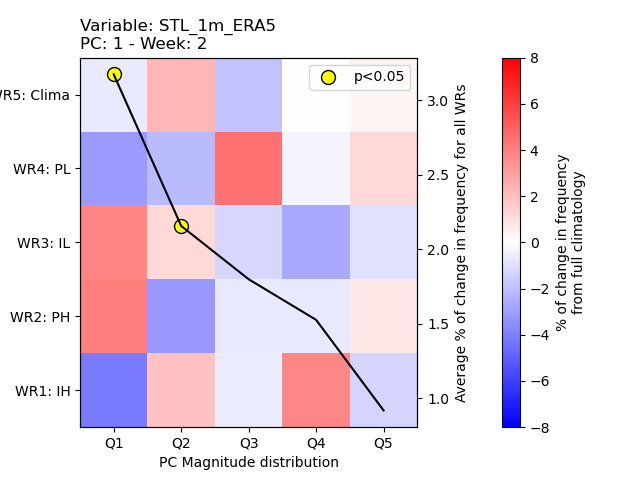 Variable: STL_1m_ERA5
PC: 1 - Week: 2
p<0.05
WR5: Clima
WR4: PL
WR3: IL
WR2: PH
WR1: IH
Q1 Q2 Q3 Q4 Q5
PC Magnitude distribution
3.0
2.5
2.0
1.5
1.0
Average % of change in frequency for all WRs
8
6
4
2
0
−2
−4
−6
−8
% of change in frequency
from full climatology